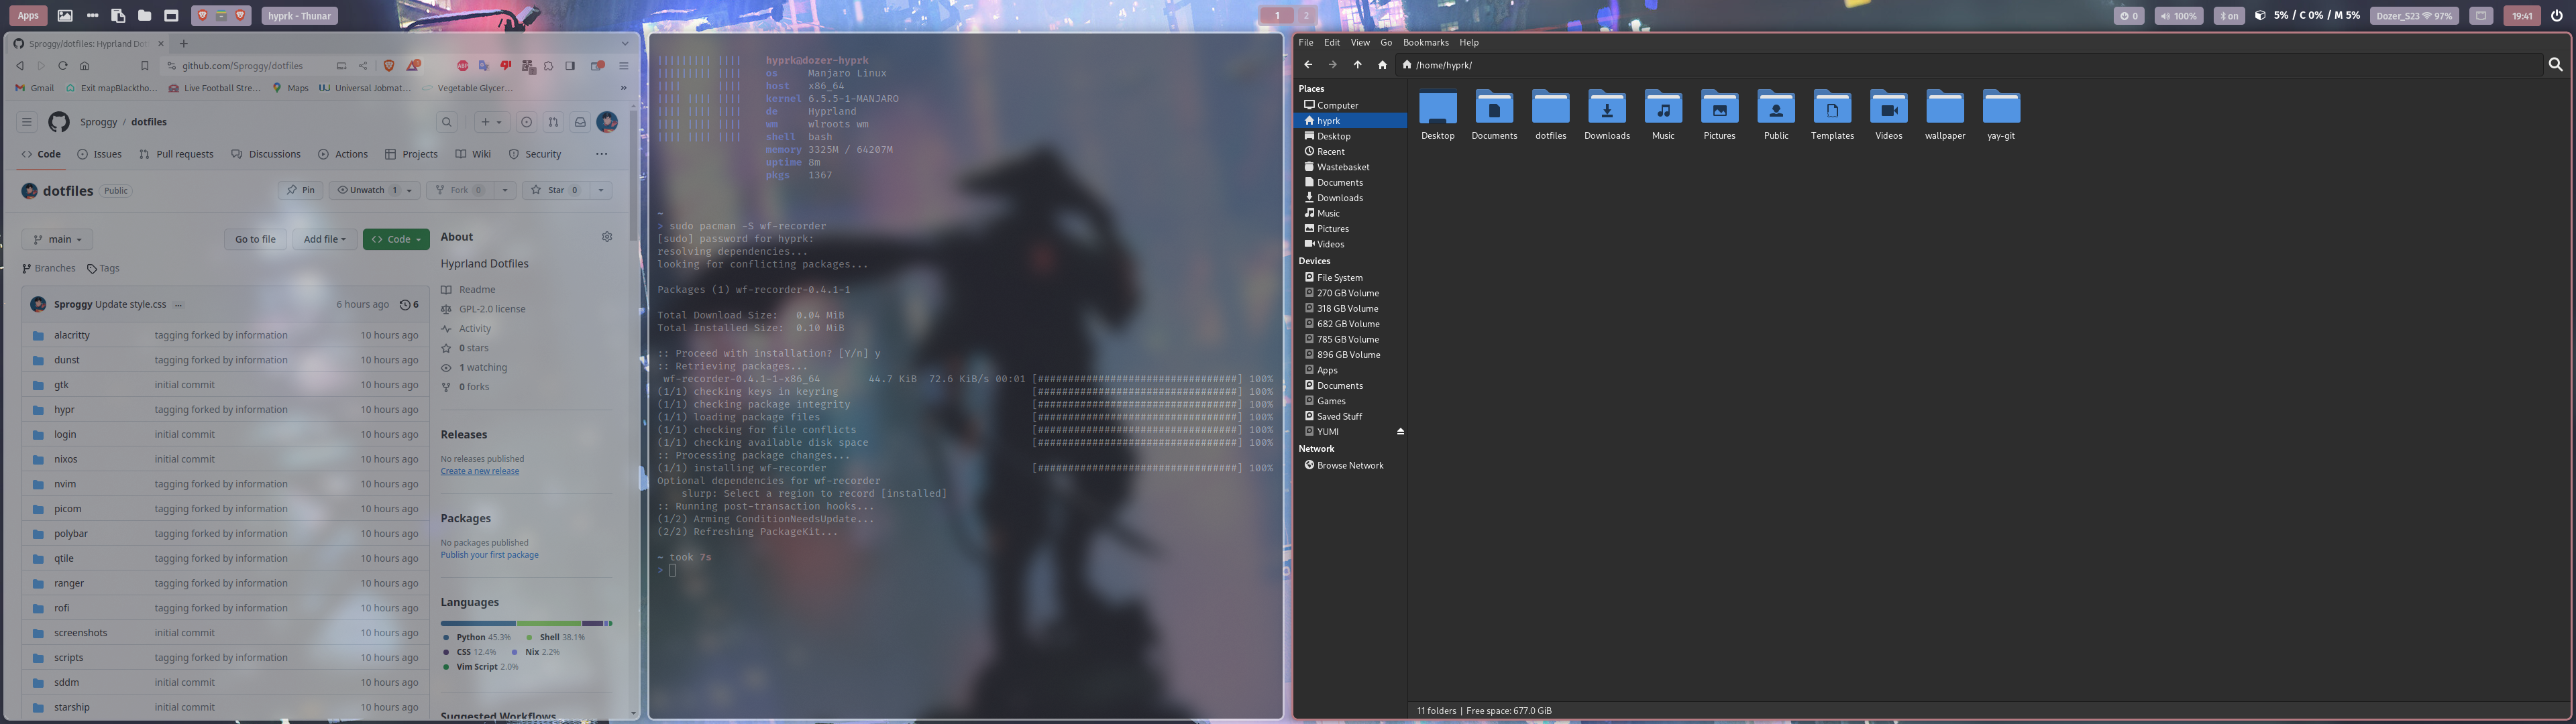 Apps
hyprk - Thunar
1 2
0
100%
on
5% / C 0% / M 5%
Dozer_S23 97%
19:41
Sproggy/dotfiles: Hyprland Dot
github.com/Sproggy/dotfiles
Gmail
Exit mapBlacktho...
Live Football Stre...
Maps
Universal Jobmat...
Vegetable Glycer...
Sproggy / dotfiles
Code
Issues
Pull requests
Discussions
Actions
Projects
Wiki
Security
dotfiles Public
Pin
Unwatch 1
Fork 0
Star 0
main
Go to file
Add file
Code
Branches
Tags
Sproggy Update style.css ... 6 hours ago 6
alacritty tagging forked by information 10 hours ago
dunst tagging forked by information 10 hours ago
gtk initial commit 10 hours ago
hypr tagging forked by information 10 hours ago
login initial commit 10 hours ago
nixos initial commit 10 hours ago
nvim tagging forked by information 10 hours ago
picom tagging forked by information 10 hours ago
polybar tagging forked by information 10 hours ago
qtile tagging forked by information 10 hours ago
ranger tagging forked by information 10 hours ago
rofi tagging forked by information 10 hours ago
screenshots initial commit 10 hours ago
scripts tagging forked by information 10 hours ago
sddm initial commit 10 hours ago
starship initial commit 10 hours ago
About
Hyprland Dotfiles
Readme
GPL-2.0 license
Activity
0 stars
1 watching
0 forks
Releases
No releases published
Create a new release
Packages
No packages published
Publish your first package
Languages
Python 45.3% Shell 38.1%
CSS 12.4% Nix 2.2%
Vim Script 2.0%
Suggested Workflows
hyprk@dozer-hyprk
os Manjaro Linux
host x86_64
kernel 6.5.5-1-MANJARO
de Hyprland
wm wlroots wm
shell bash
memory 3325M / 64207M
uptime 8m
pkgs 1367
~
> sudo pacman -S wf-recorder
[sudo] password for hyprk:
resolving dependencies...
looking for conflicting packages...
Packages (1) wf-recorder-0.4.1-1
Total Download Size: 0.04 MiB
Total Installed Size: 0.10 MiB
:: Proceed with installation? [Y/n] y
:: Retrieving packages...
wf-recorder-0.4.1-1-x86_64 44.7 KiB 72.6 KiB/s 00:01 [#################################] 100%
(1/1) checking keys in keyring [#################################] 100%
(1/1) checking package integrity [#################################] 100%
(1/1) loading package files [#################################] 100%
(1/1) checking for file conflicts [#################################] 100%
(1/1) checking available disk space [#################################] 100%
:: Processing package changes...
(1/1) installing wf-recorder [#################################] 100%
Optional dependencies for wf-recorder
slurp: Select a region to record [installed]
:: Running post-transaction hooks...
(1/2) Arming ConditionNeedsUpdate...
(2/2) Refreshing PackageKit...
~ took 7s
>
File Edit View Go Bookmarks Help
/home/hyprk/
Places
Computer
hyprk
Desktop
Recent
Wastebasket
Documents
Downloads
Music
Pictures
Videos
Devices
File System
270 GB Volume
318 GB Volume
682 GB Volume
785 GB Volume
896 GB Volume
Apps
Documents
Games
Saved Stuff
YUMI
Network
Browse Network
Desktop Documents dotfiles Downloads Music Pictures Public Templates Videos wallpaper yay-git
11 folders | Free space: 677.0 GiB